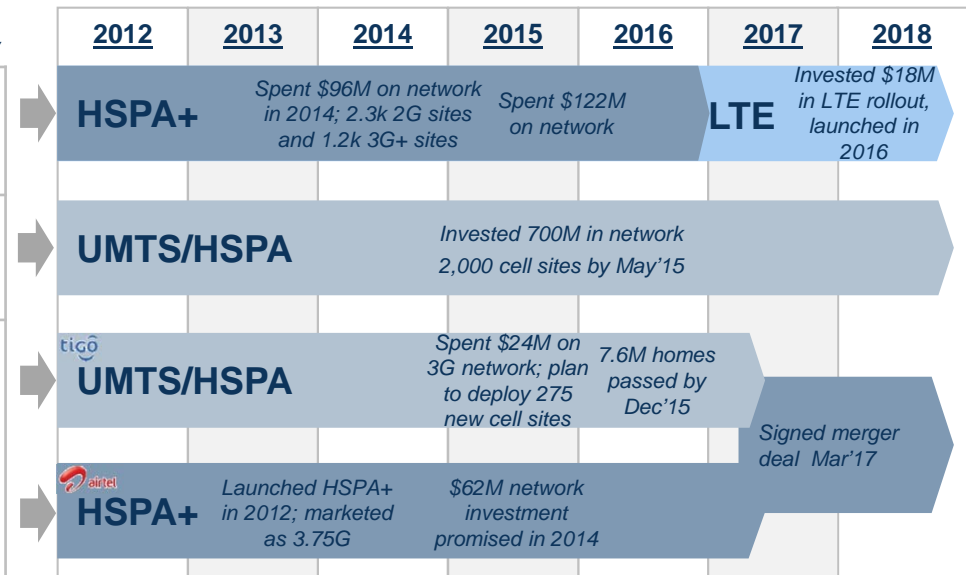 2012 2013 2014 2015 2016 2017 2018
HSPA+
Spent $96M on network
in 2014; 2.3k 2G sites
and 1.2k 3G+ sites
Spent $122M
on network
LTE
Invested $18M
in LTE rollout,
launched in
2016
UMTS/HSPA
Invested 700M in network
2,000 cell sites by May'15
tigo
UMTS/HSPA
Spent $24M on
3G network; plan
to deploy 275
new cell sites
7.6M homes
passed by
Dec'15
Signed merger
deal Mar'17
airtel
HSPA+
Launched HSPA+
in 2012; marketed
as 3.75G
$62M network
investment
promised in 2014